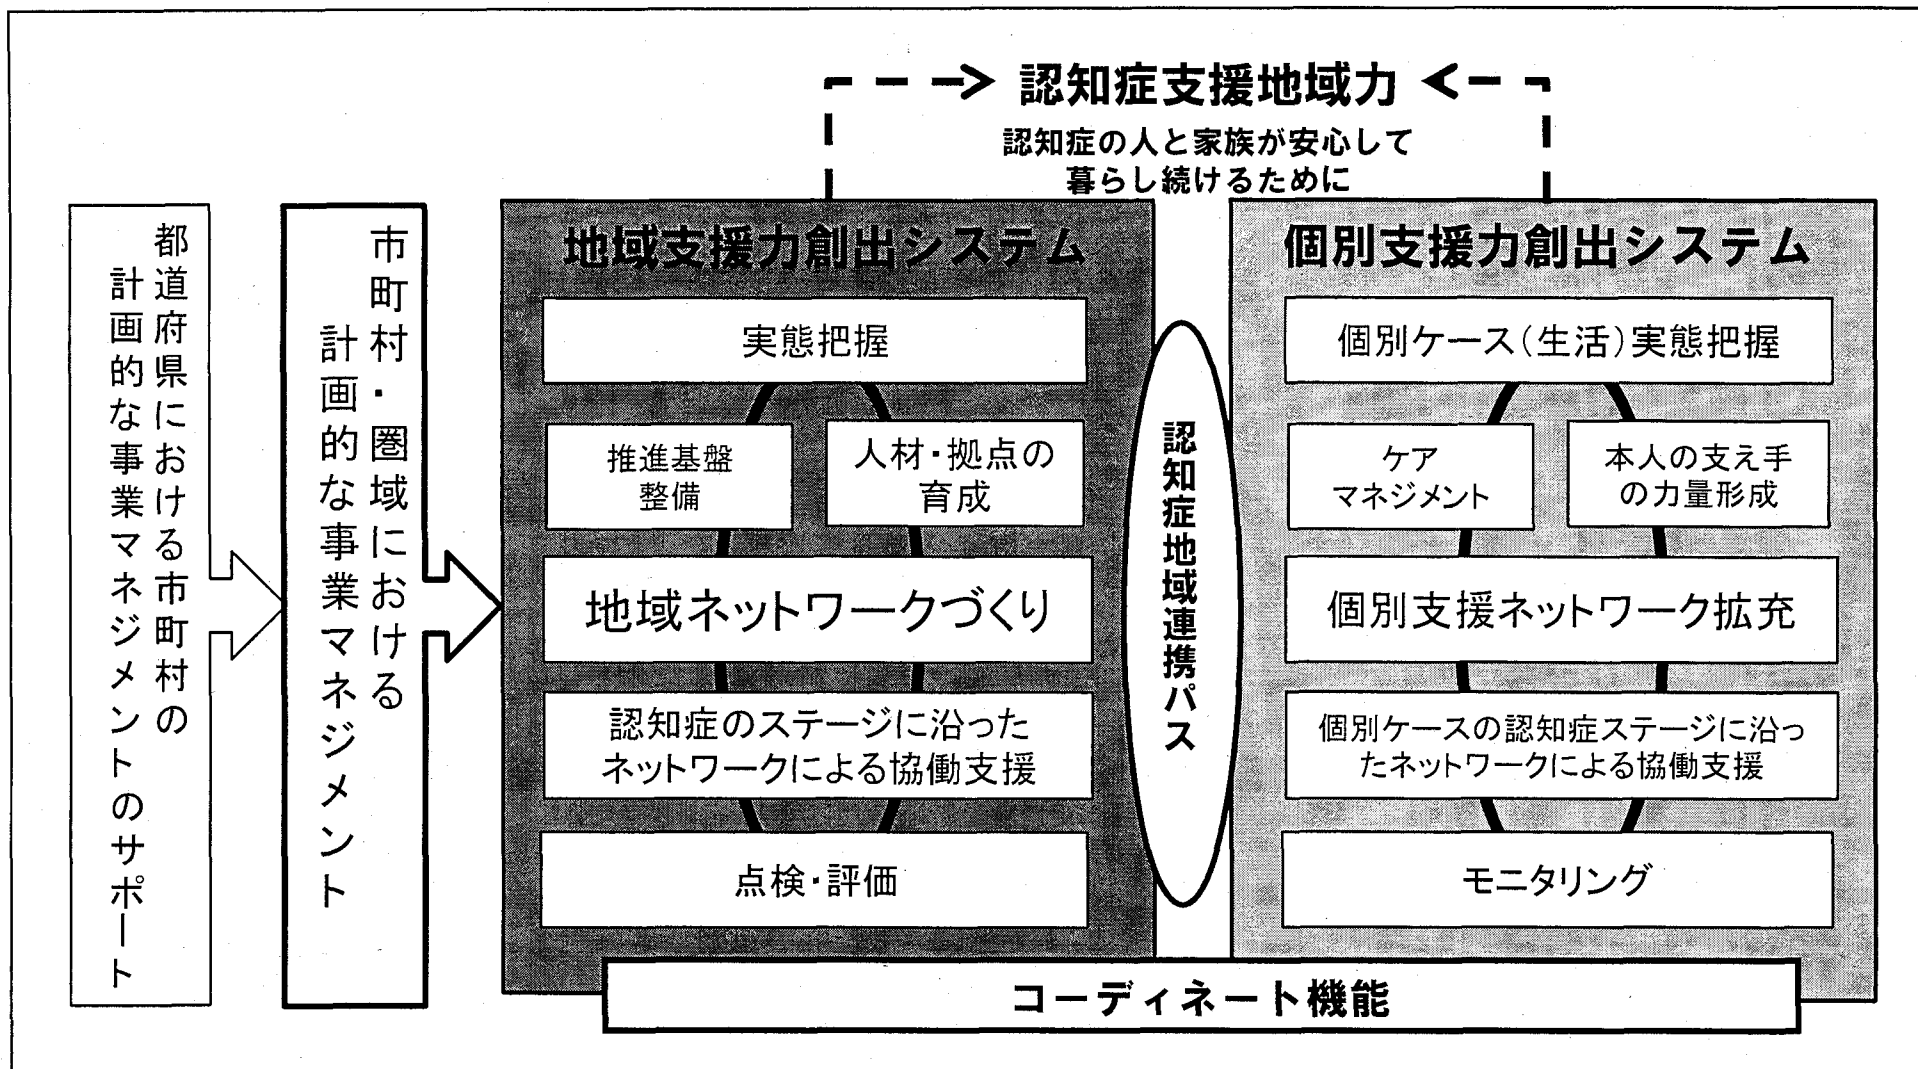 認知症支援地域力
認知症の人と家族が安心して
暮らし続けるために
都道府県における市町村の
計画的な事業マネジメントのサポート
市町村・圏域における
計画的な事業マネジメント
地域支援力創出システム
実態把握
推進基盤
整備
人材・拠点の
育成
地域ネットワークづくり
認知症のステージに沿った
ネットワークによる協働支援
点検・評価
認知症地域連携パス
個別支援力創出システム
個別ケース(生活)実態把握
ケア
マネジメント
本人の支え手
の力量形成
個別支援ネットワーク拡充
個別ケースの認知症ステージに沿っ
たネットワークによる協働支援
モニタリング
コーディネート機能